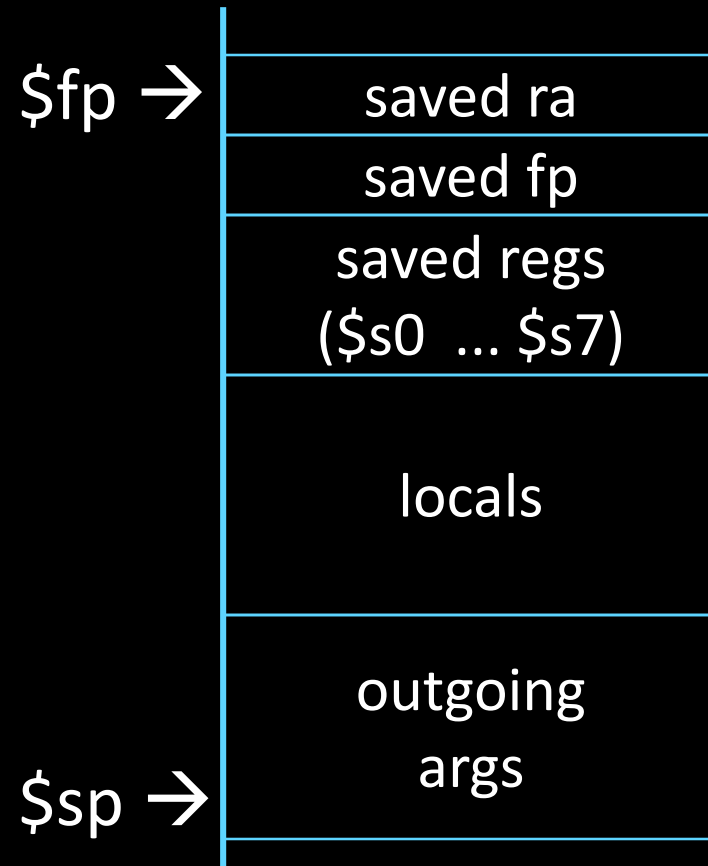 $fp → saved ra
saved fp
saved regs
($s0 ... $s7)
locals
outgoing
args
$sp →